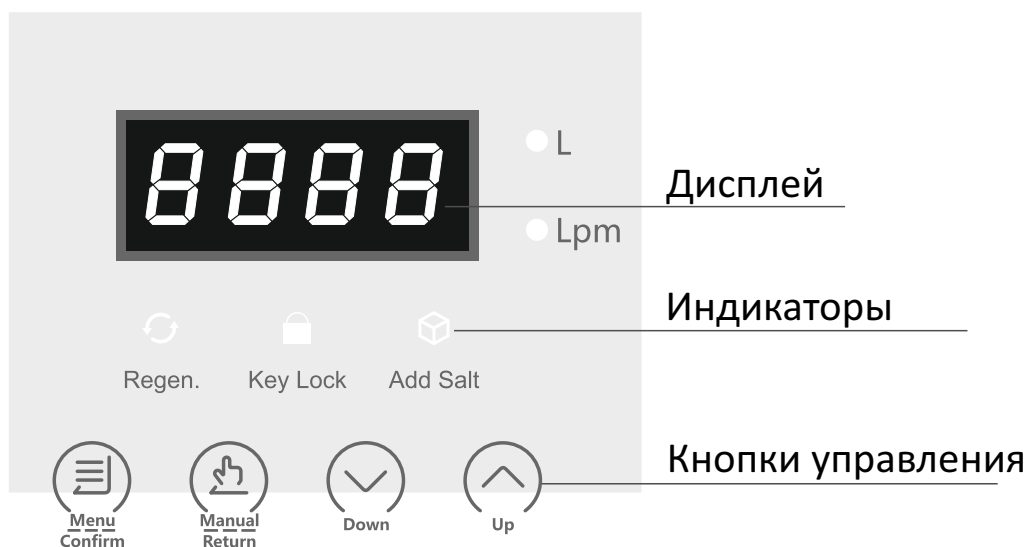 8888
L
Дисплей
Lpm
Индикаторы
Regen.
Key Lock
Add Salt
Кнопки управления
Menu
Confirm
Manual
Return
Down
Up